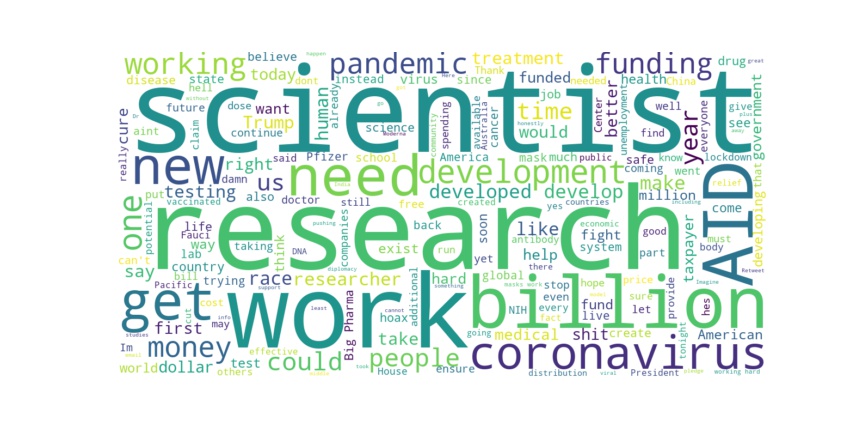 working believe pandemic treatment funding drug great
disease state today dont instead virus since Thank funded needed health China
scientist
hell future dose want human already science job better
cure aint claim continue Trump spending available Australia cancer time would Center unemployment well find year everyone give see government
really said Pfizer school America mask much public safe know lockdown
new right damn us need development coming went
put testing also doctor developed develop make million AID relief that
vaccinated still free created yes countries come developing
one potential research
life Fauci way taking think DNA companies back soon like antibody economic fight system good part taxpayer must body
say can't lab country exist run yet help there Retweet
Pacific bill trying race researcher hard global stop hope price sure provide hes Imagine
get work billion
cut cost hoax additional NIH even every fund live let
first may Big Pharma take going medical fact shit create tonight American
Im money could people coronavirus
world dollar test effective House ensure
others distribution viral President working hard